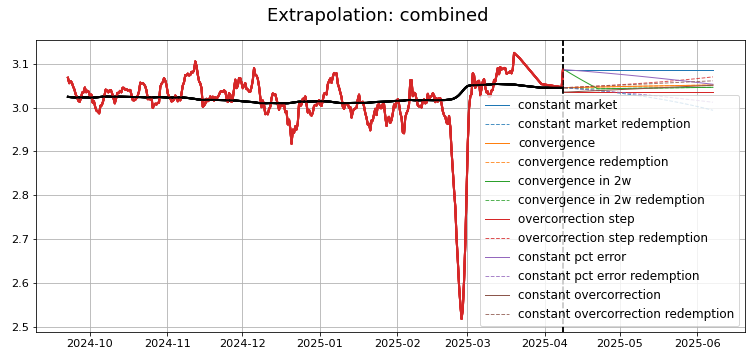 Extrapolation: combined
3.1
3.0
2.9
2.8
2.7
2.6
2.5
constant market
constant market redemption
convergence
convergence redemption
convergence in 2w
convergence in 2w redemption
overcorrection step
overcorrection step redemption
constant pct error
constant pct error redemption
constant overcorrection
constant overcorrection redemption
2024-10 2024-11 2024-12 2025-01 2025-02 2025-03 2025-04 2025-05 2025-06